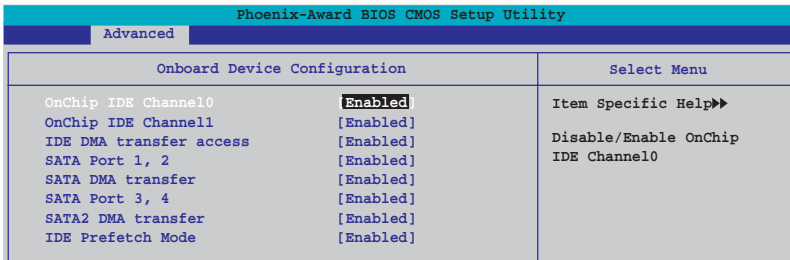 Phoenix-Award BIOS CMOS Setup Utility
Advanced
Onboard Device Configuration
Select Menu
OnChip IDE Channel0 [Enabled]
OnChip IDE Channel1 [Enabled]
IDE DMA transfer access [Enabled]
SATA Port 1, 2 [Enabled]
SATA DMA transfer [Enabled]
SATA Port 3, 4 [Enabled]
SATA2 DMA transfer [Enabled]
IDE Prefetch Mode [Enabled]
Item Specific Help
Disable/Enable OnChip
IDE Channel0